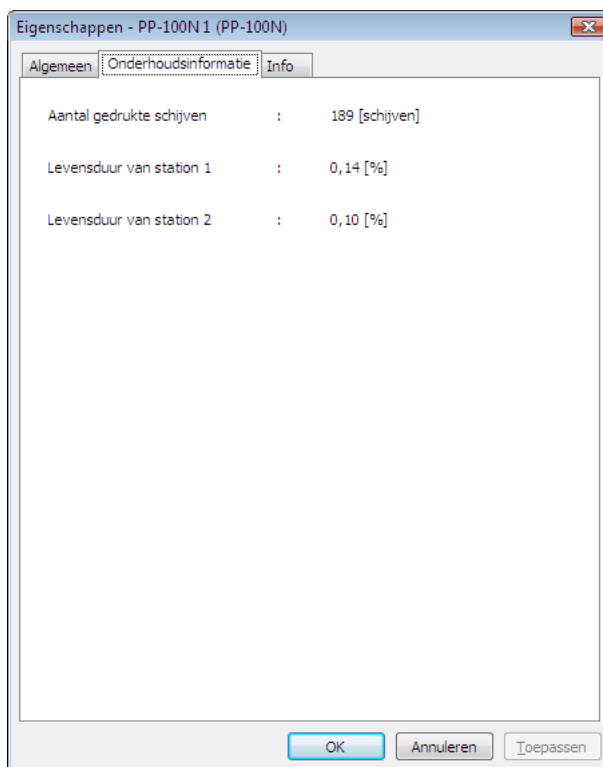 Eigenschappen - PP-100N 1 (PP-100N)
Algemeen Onderhoudsinformatie Info
Aantal gedrukte schijven : 189 [schijven]
Levensduur van station 1 : 0,14 [%]
Levensduur van station 2 : 0,10 [%]
OK Annuleren Toepassen